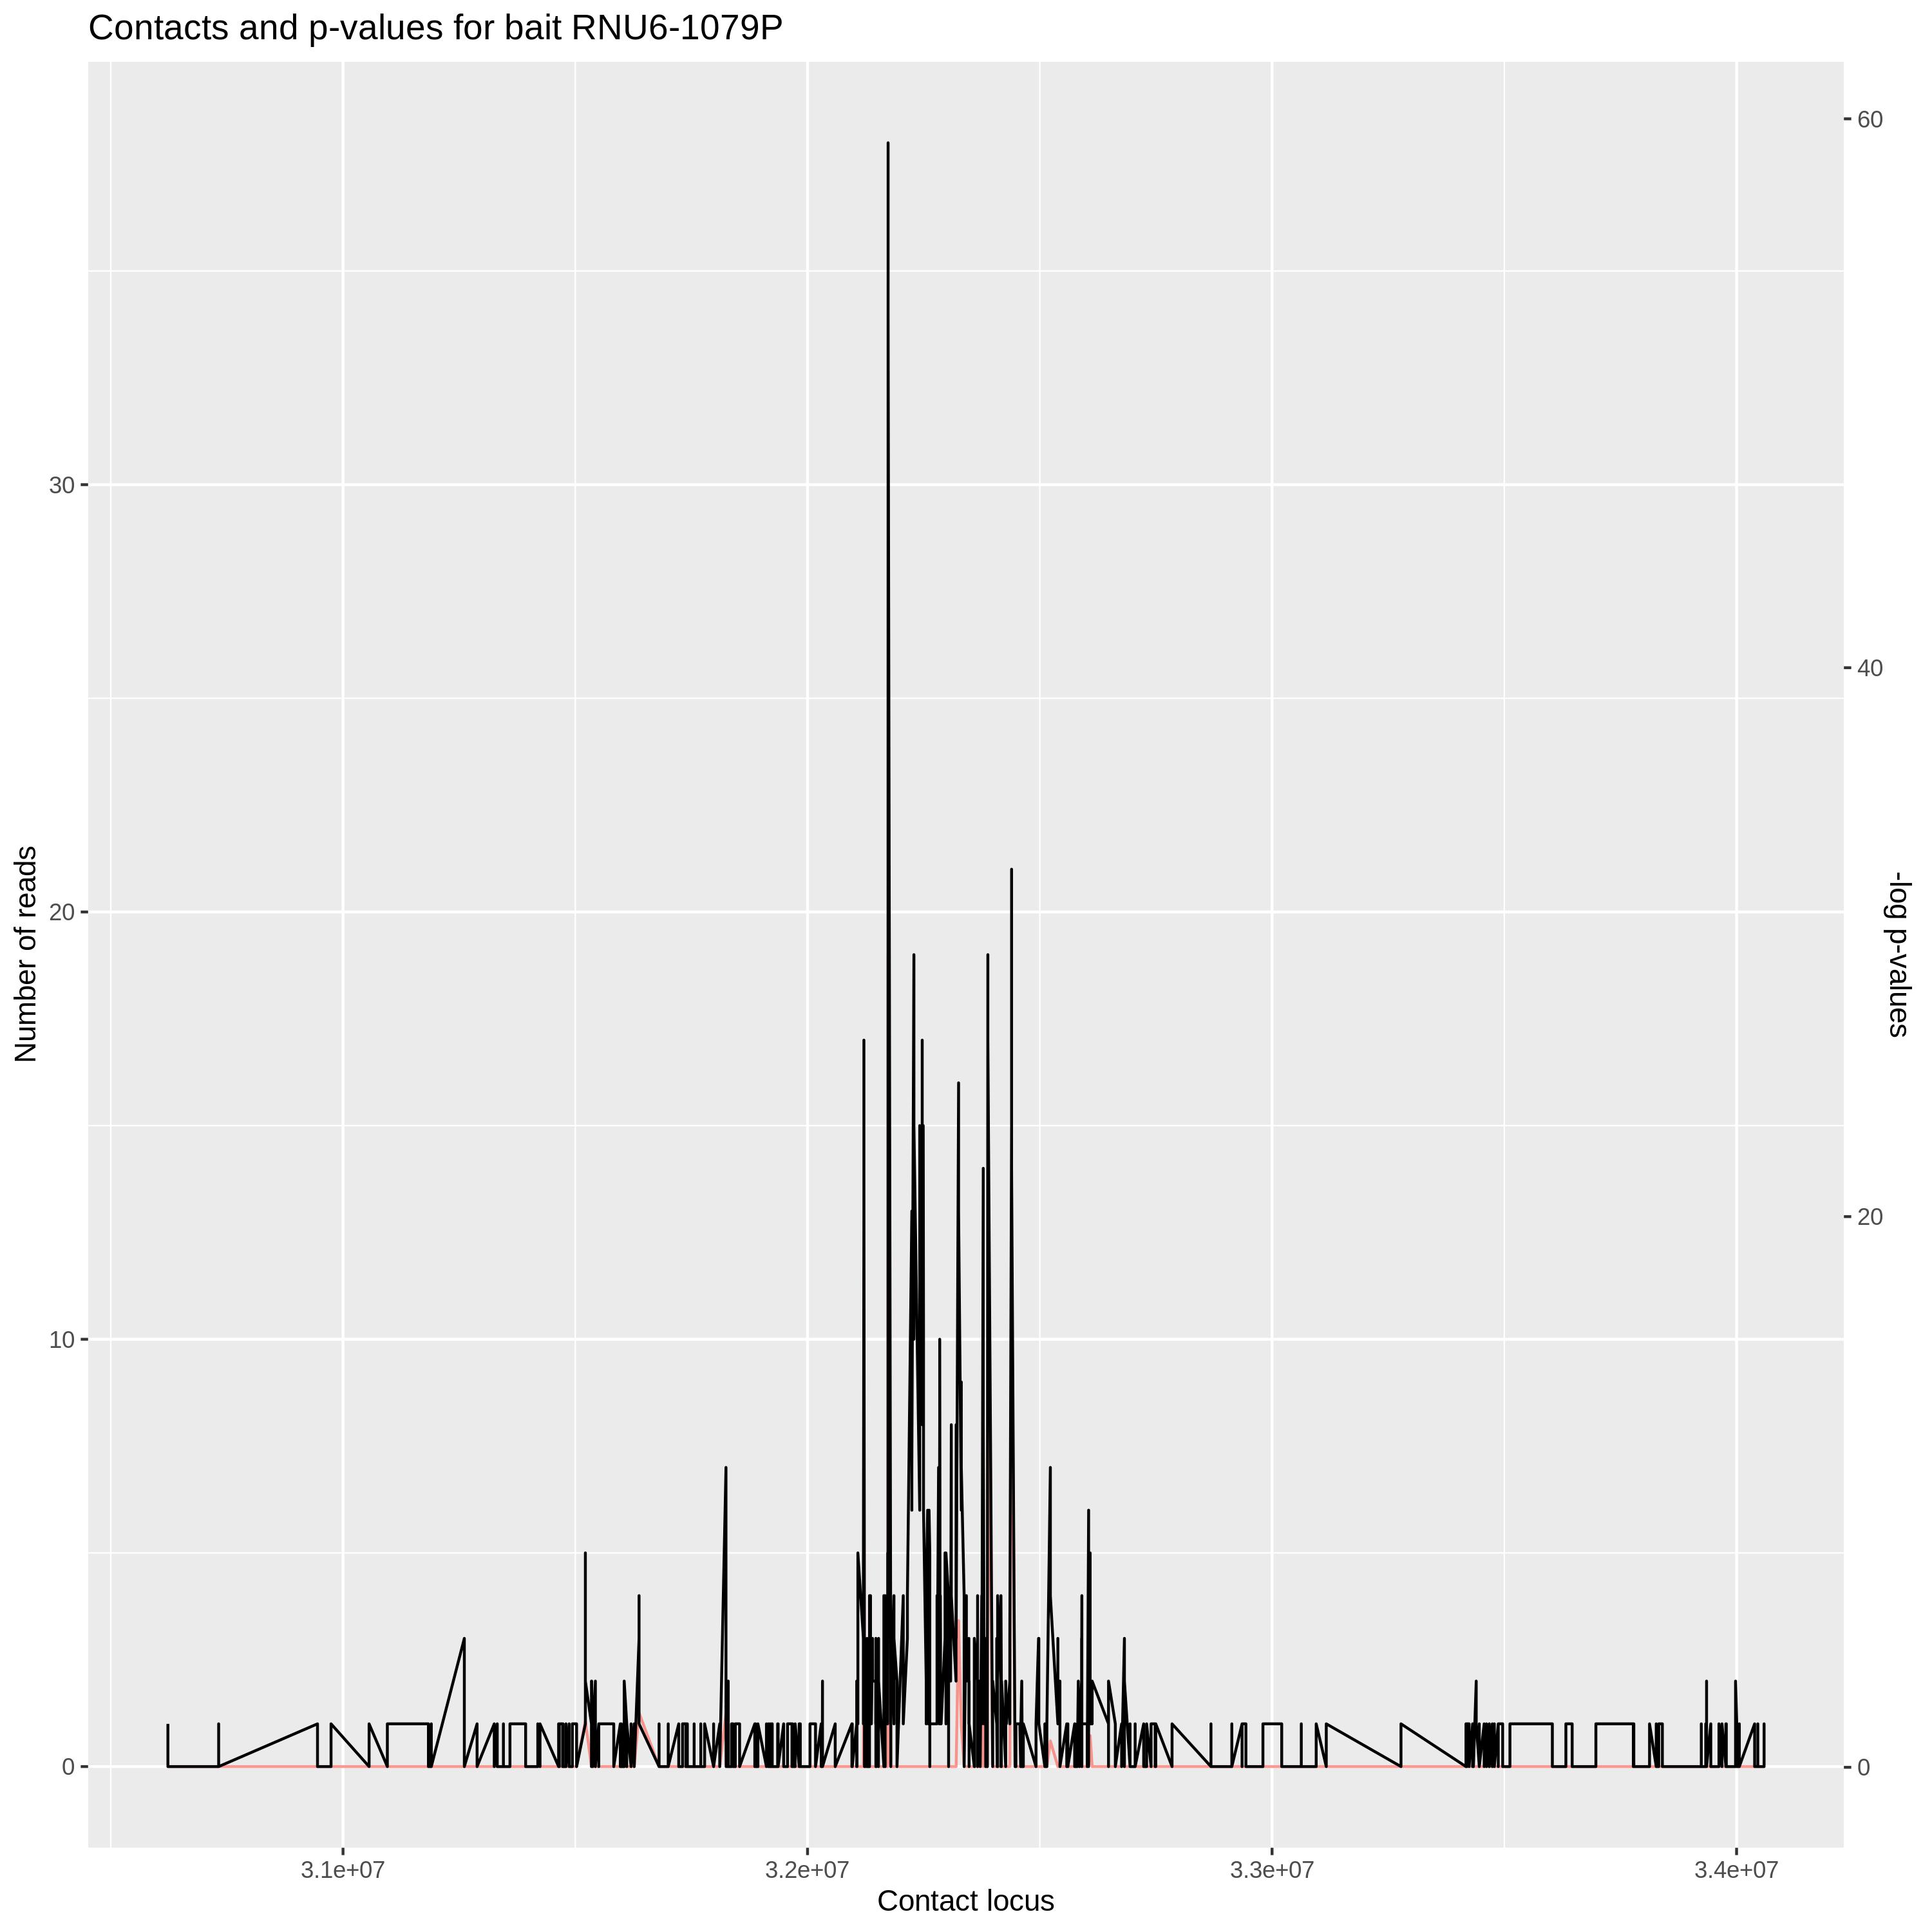 Contacts and p-values for bait RNU6-1079P
60
30
40
20
20
10
0
0
Number of reads
-log p-values
3.1e+07
3.2e+07
3.3e+07
3.4e+07
Contact locus